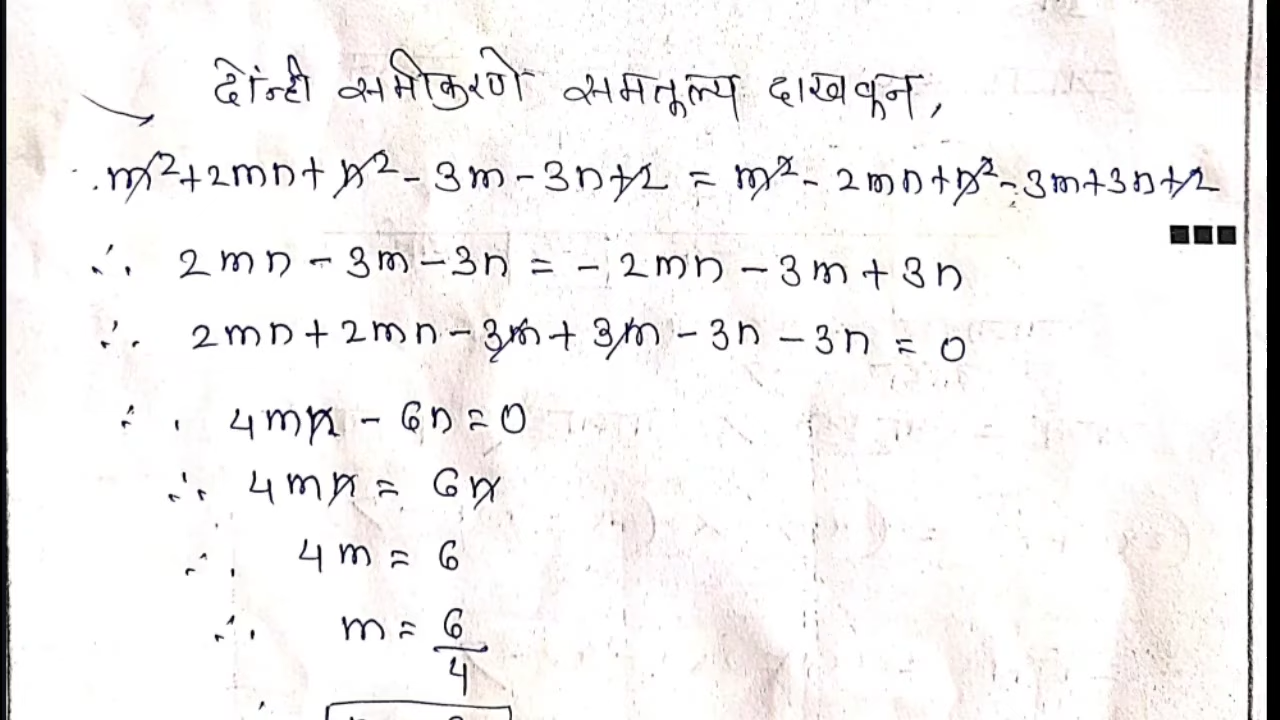 दोन्ही समीकरणे समतूल्य दाखवून,
m²+2mn+n²-3m-3n+2 = m²-2mn+n²-3m+3n+2
∴ 2mn-3m-3n = -2mn-3m+3n
∴ 2mn+2mn-3m+3m-3n-3n = 0
∴ 4mn-6n=0
∴ 4mn = 6n
∴ 4m = 6
∴ m = 6/4